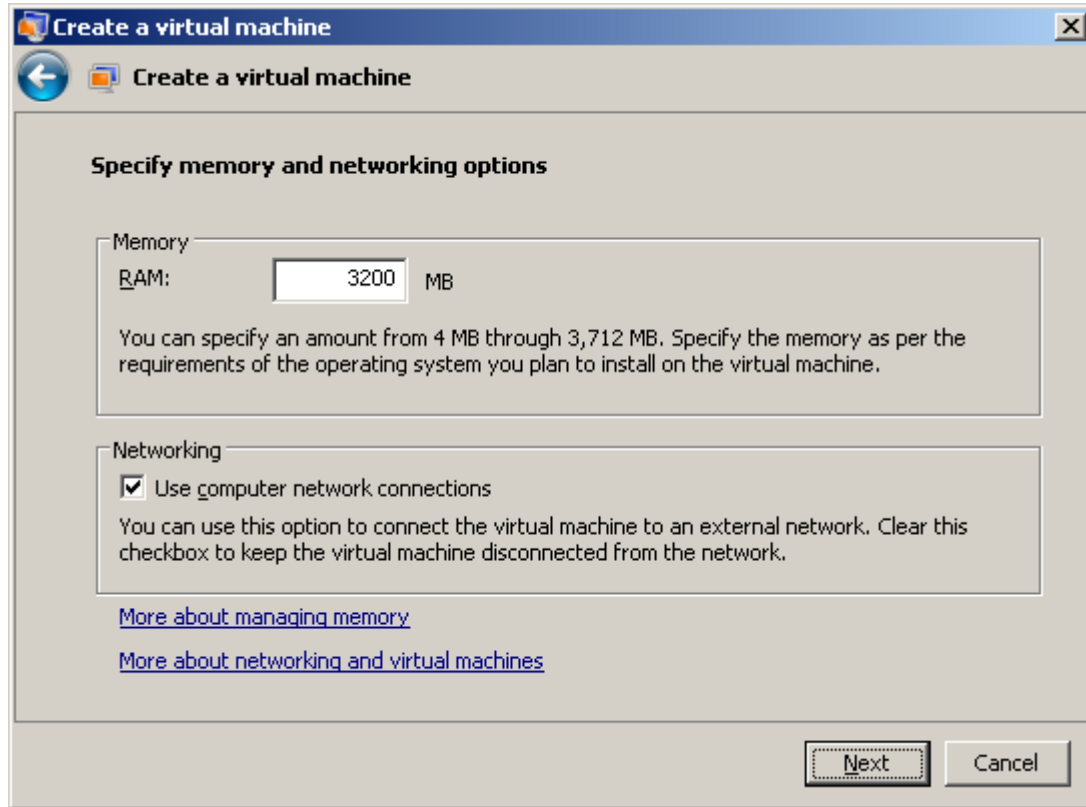 Create a virtual machine
Create a virtual machine
Specify memory and networking options
Memory
RAM: 3200 MB
You can specify an amount from 4 MB through 3,712 MB. Specify the memory as per the
requirements of the operating system you plan to install on the virtual machine.
Networking
Use computer network connections
You can use this option to connect the virtual machine to an external network. Clear this
checkbox to keep the virtual machine disconnected from the network.
More about managing memory
More about networking and virtual machines
Next Cancel